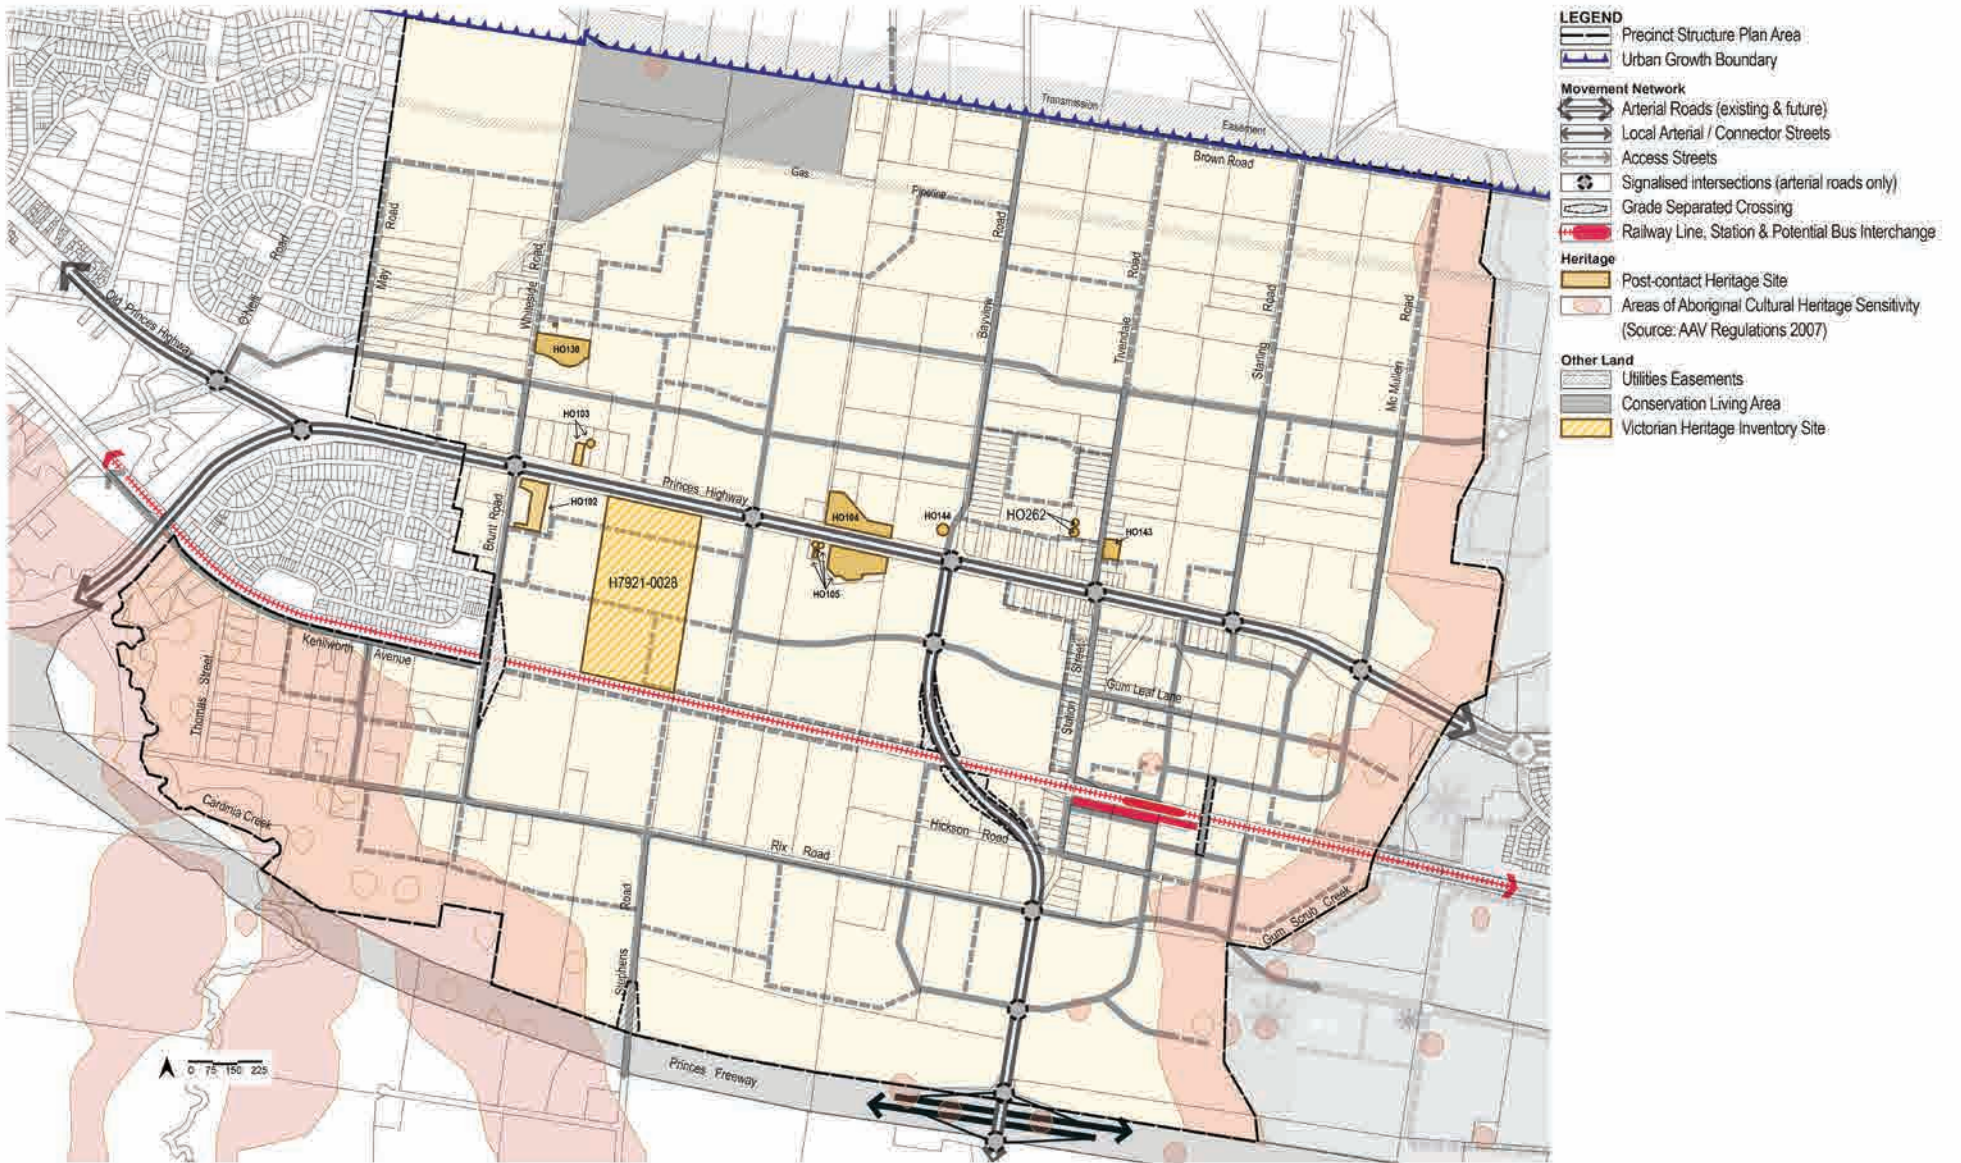 LEGEND
Precinct Structure Plan Area
Urban Growth Boundary
Movement Network
Arterial Roads (existing & future)
Local Arterial / Connector Streets
Access Streets
Signalised intersections (arterial roads only)
Grade Separated Crossing
Railway Line, Station & Potential Bus Interchange
Heritage
Post-contact Heritage Site
Areas of Aboriginal Cultural Heritage Sensitivity
(Source: AAV Regulations 2007)
Other Land
Utilities Easements
Conservation Living Area
Victorian Heritage Inventory Site
Transmission
Easement
Brown Road
Gas
Pipeline
May Road
Whiteside Road
Bayview Road
Tivendale Road
Starling Road
Mc Mullen Road
Road
Old Princes Highway
HO130
HO103
HO102
Princes Highway
HO104
HO144
HO262
HO143
HO105
H7921-0028
Brunt Road
Kenilworth Avenue
Thomas Street
Gum Leaf Lane
Station Street
Cardinia Creek
Hickson Road
Rix Road
Stephens Road
Gum Scrub Creek
Princes Freeway
0 75 150 225